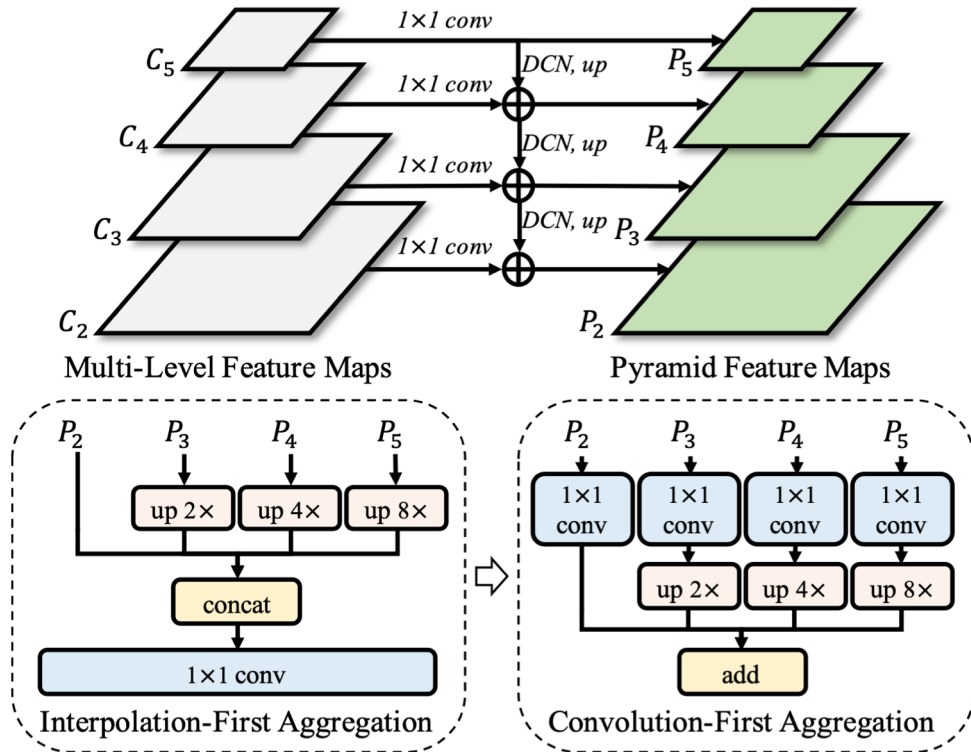 1×1 conv
C₅
DCN, up
P₅
1×1 conv
C₄
DCN, up
P₄
1×1 conv
C₃
DCN, up
P₃
1×1 conv
C₂
P₂
Multi-Level Feature Maps
Pyramid Feature Maps
P₂ P₃ P₄ P₅
up 2× up 4× up 8×
concat
1×1 conv
Interpolation-First Aggregation
P₂ P₃ P₄ P₅
1×1 1×1 1×1 1×1
conv conv conv conv
up 2× up 4× up 8×
add
Convolution-First Aggregation